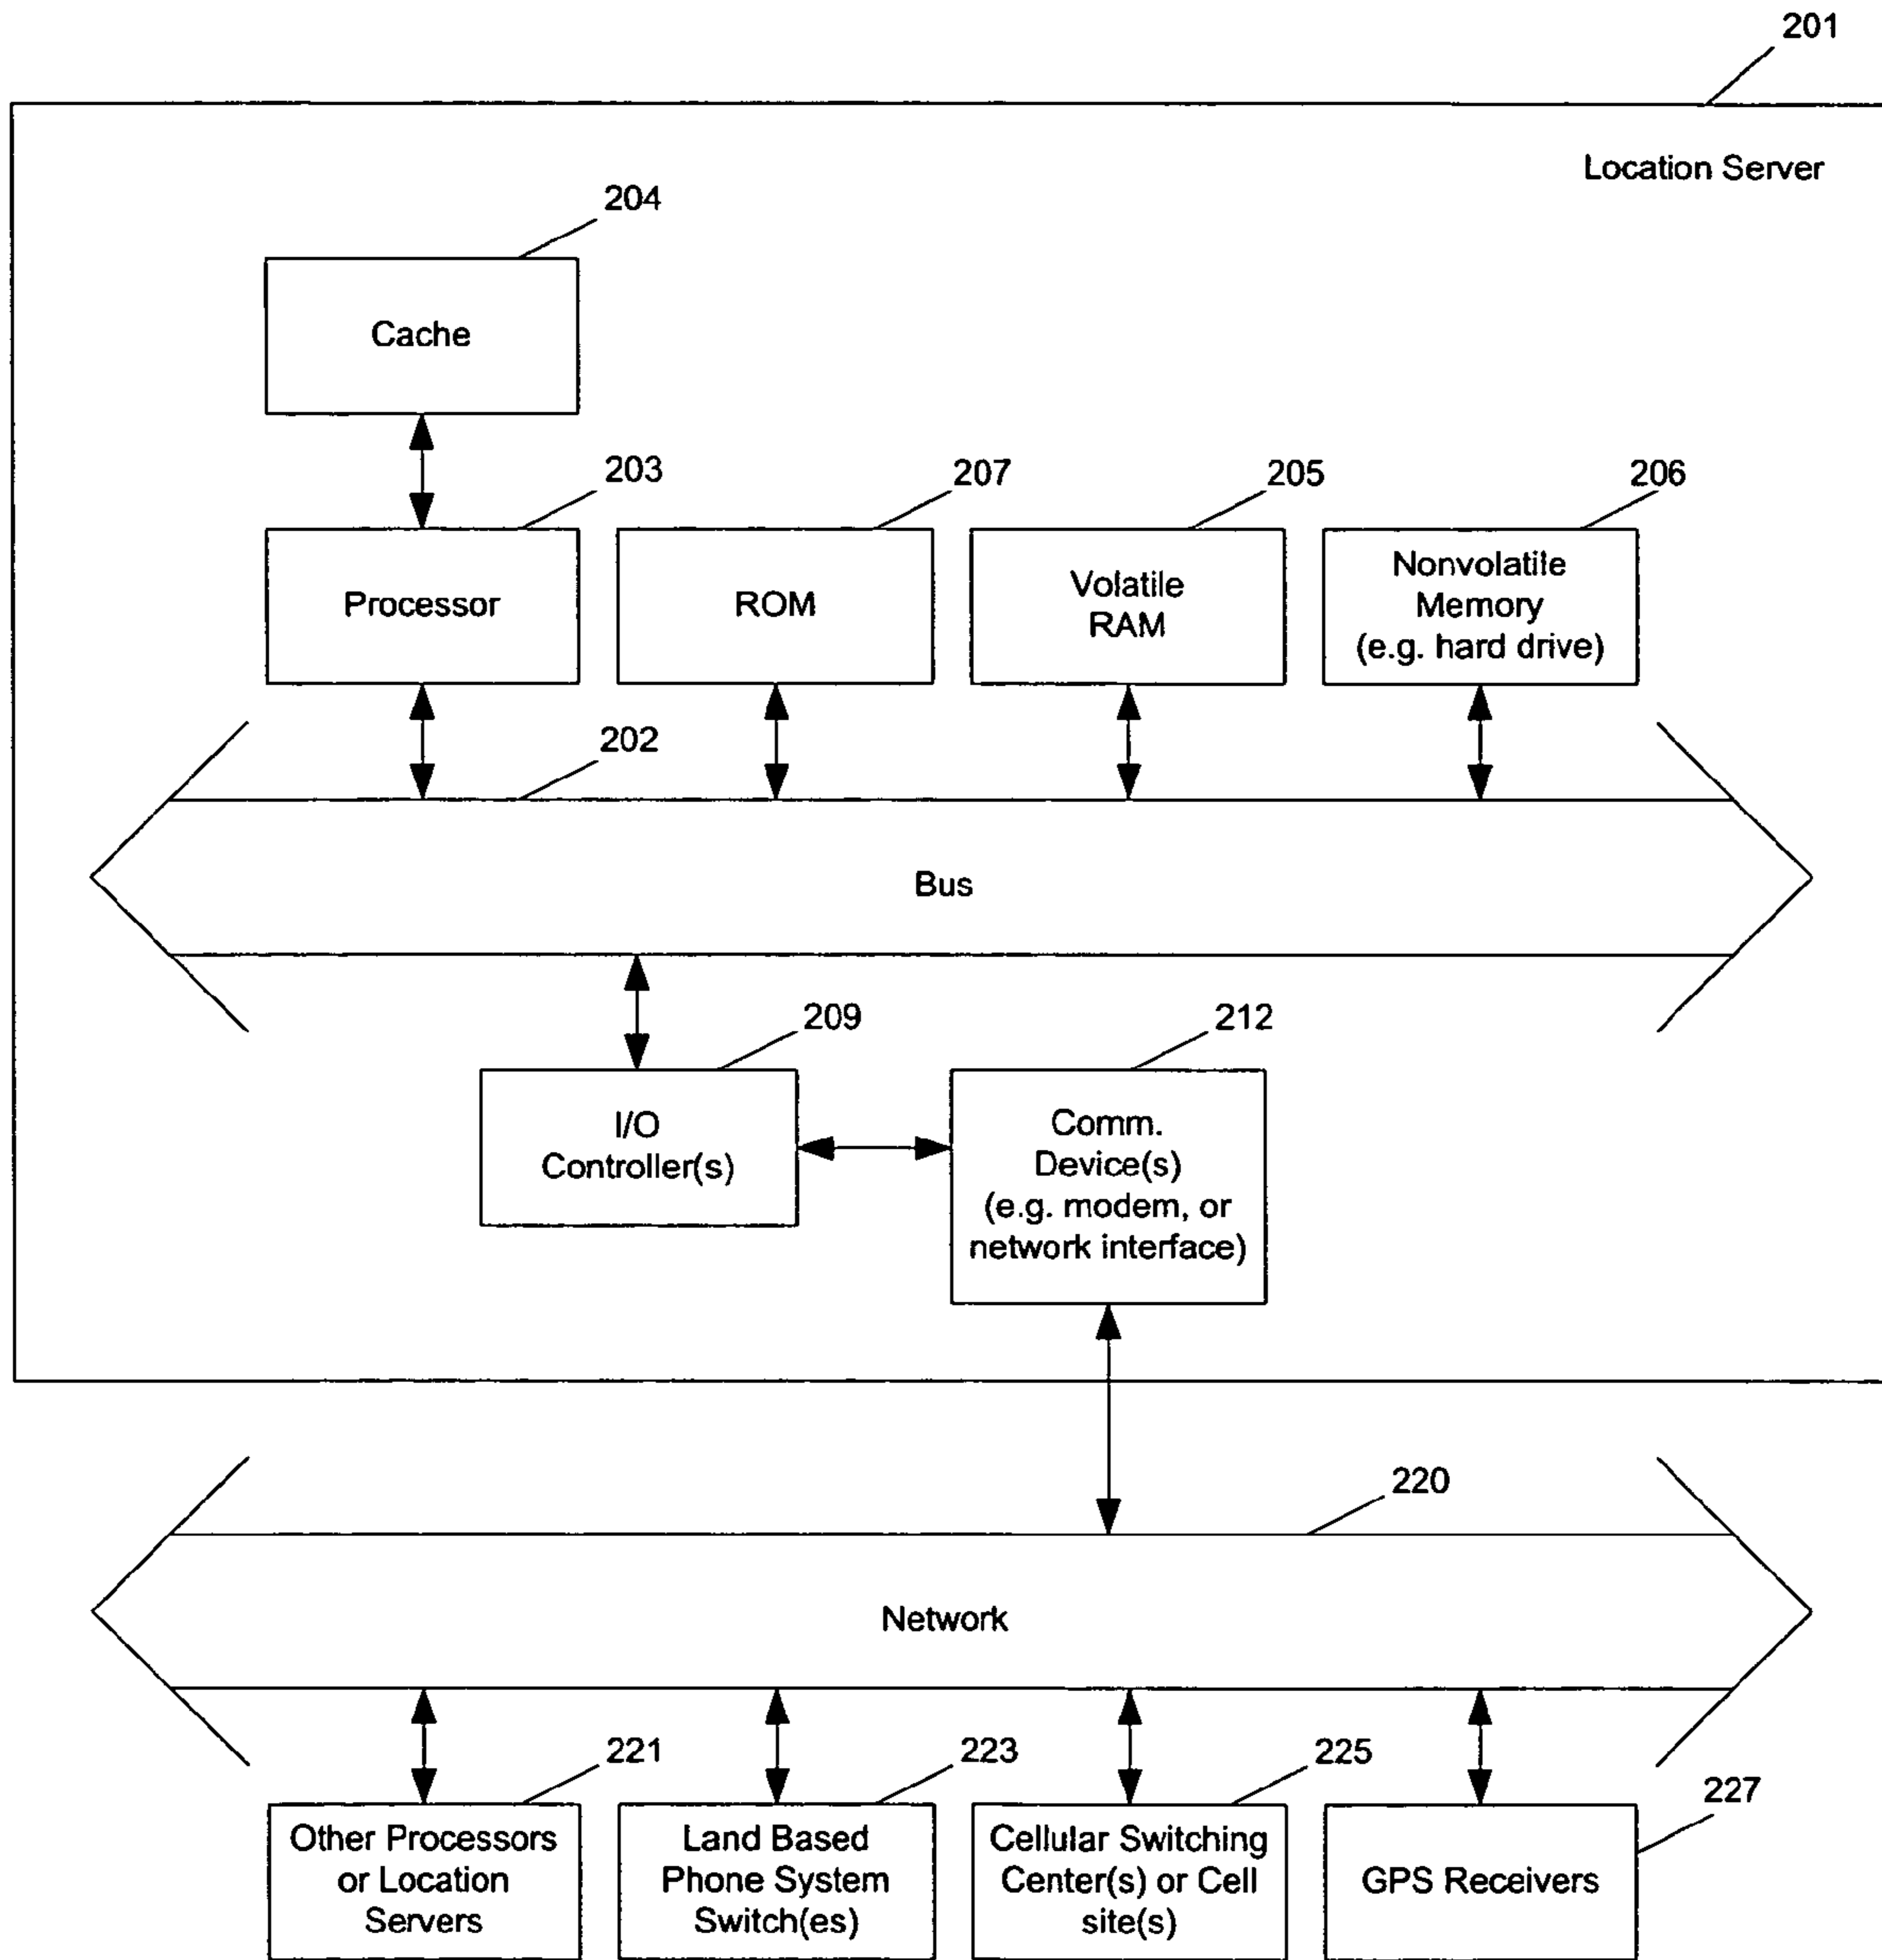 201
Location Server
204
Cache
203
207
205
206
Processor
ROM
Volatile
RAM
Nonvolatile
Memory
(e.g. hard drive)
202
Bus
209
212
I/O
Controller(s)
Comm.
Device(s)
(e.g. modem, or
network interface)
220
Network
221
223
225
227
Other Processors
or Location
Servers
Land Based
Phone System
Switch(es)
Cellular Switching
Center(s) or Cell
site(s)
GPS Receivers